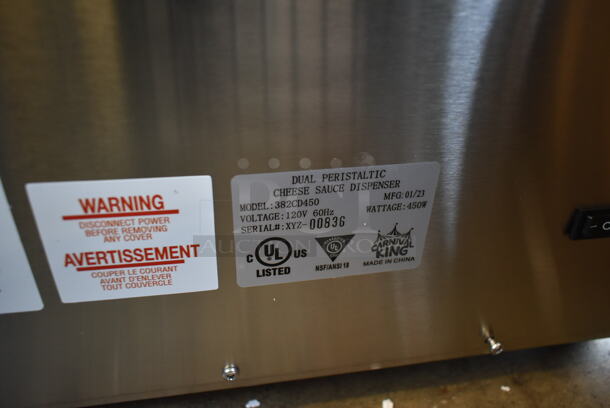 WARNING
DISCONNECT POWER
BEFORE REMOVING
ANY COVER
AVERTISSEMENT
COUPER LE COURANT
AVANT D'ENLEVER
TOUT COUVERCLE
DUAL PERISTALTIC
CHEESE SAUCE DISPENSER
MODEL:382CD450 MFG:01/23
VOLTAGE:120V 60Hz WATTAGE:450W
SERIAL#:XYZ-00836
C UL US
LISTED
UL
NSF/ANSI 18
CARNIVAL
KING
MADE IN CHINA